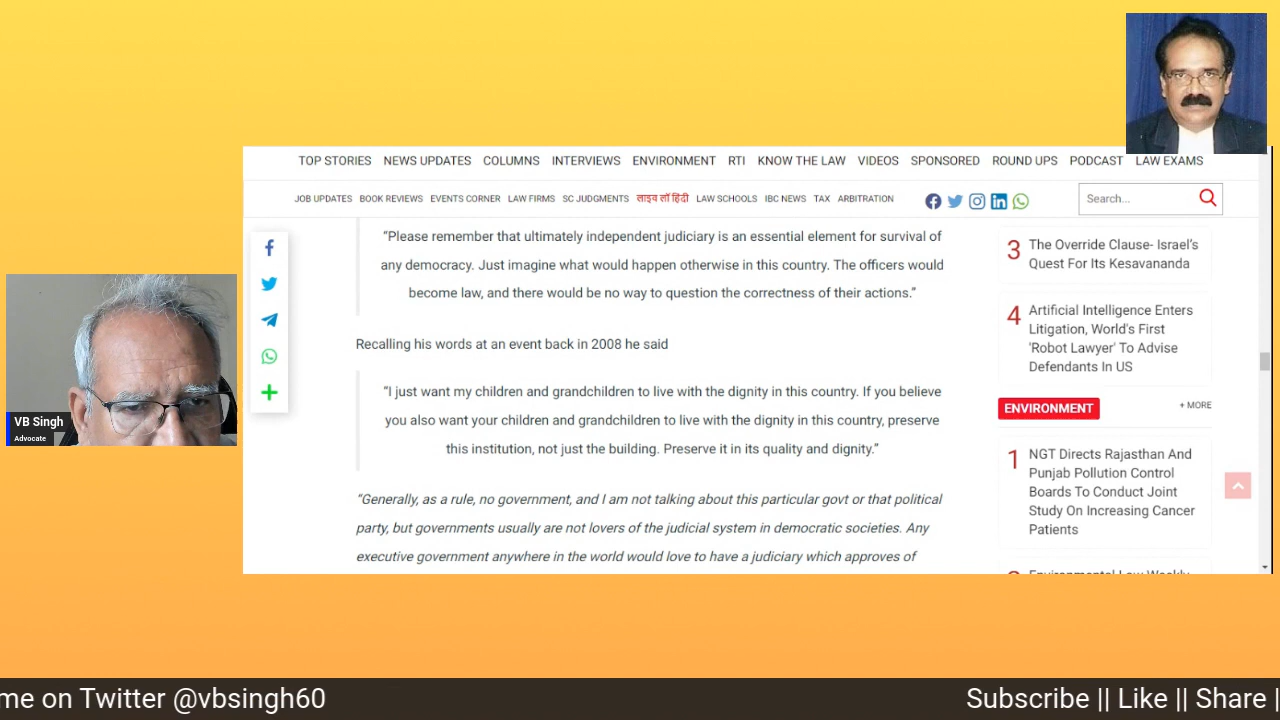 TOP STORIES NEWS UPDATES COLUMNS INTERVIEWS ENVIRONMENT RTI KNOW THE LAW VIDEOS SPONSORED ROUND UPS PODCAST LAW EXAMS
JOB UPDATES BOOK REVIEWS EVENTS CORNER LAW FIRMS SC JUDGMENTS लाइव लॉ हिंदी LAW SCHOOLS IBC NEWS TAX ARBITRATION
Search...
“Please remember that ultimately independent judiciary is an essential element for survival of
any democracy. Just imagine what would happen otherwise in this country. The officers would
become law, and there would be no way to question the correctness of their actions.”
Recalling his words at an event back in 2008 he said
“I just want my children and grandchildren to live with the dignity in this country. If you believe
you also want your children and grandchildren to live with the dignity in this country, preserve
this institution, not just the building. Preserve it in its quality and dignity.”
“Generally, as a rule, no government, and I am not talking about this particular govt or that political
party, but governments usually are not lovers of the judicial system in democratic societies. Any
executive government anywhere in the world would love to have a judiciary which approves of
3 The Override Clause- Israel's
Quest For Its Kesavananda
4 Artificial Intelligence Enters
Litigation, World's First
'Robot Lawyer' To Advise
Defendants In US
ENVIRONMENT
+ MORE
1 NGT Directs Rajasthan And
Punjab Pollution Control
Boards To Conduct Joint
Study On Increasing Cancer
Patients
Environmental Law Weekly
VB Singh
Advocate
me on Twitter @vbsingh60
Subscribe || Like || Share |